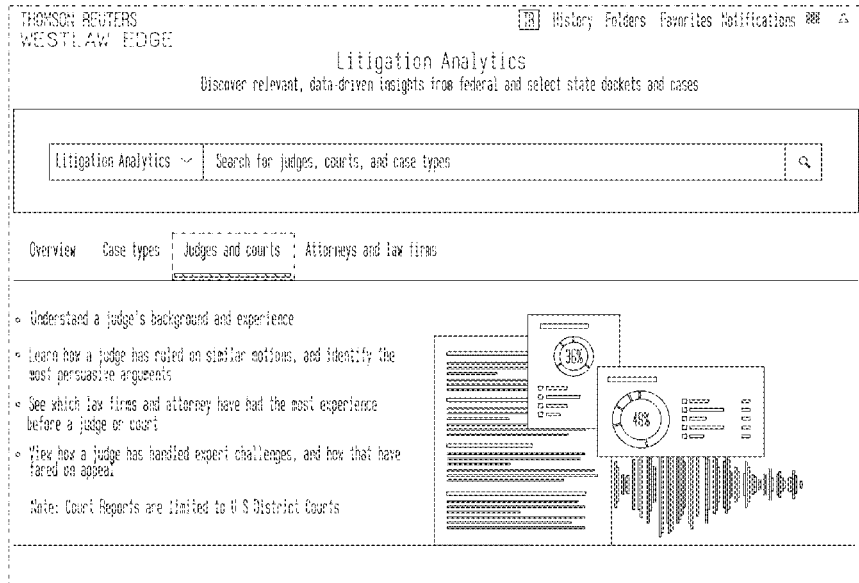 THOMSON REUTERS
WESTLAW EDGE
TR History Folders Favorites Notifications
Litigation Analytics
Discover relevant, data-driven insights from federal and select state dockets and cases
Litigation Analytics
Search for judges, courts, and case types
Overview Case types Judges and courts Attorneys and law firms
Understand a judge's background and experience
Learn how a judge has ruled on similar motions, and identify the
most persuasive arguments
See which law firms and attorney have had the most experience
before a judge or court
View how a judge has handled expert challenges, and how that have
fared on appeal
Note: Court Reports are limited to U S District Courts
36%
48%